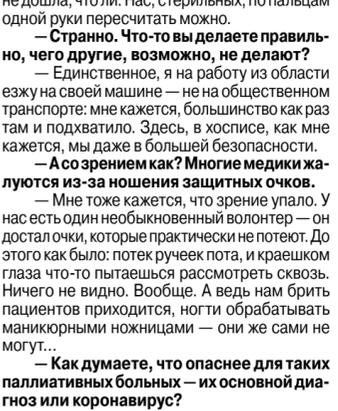 не дошла, что ли. Нас, стерильных, по пальцам
одной руки пересчитать можно.
— Странно. Что-то вы делаете правиль-
но, чего другие, возможно, не делают?
— Единственное, я на работу из области
езжу на своей машине — не на общественном
транспорте: мне кажется, большинство как раз
там и подхватило. Здесь, в хосписе, как мне
кажется, мы даже в большей безопасности.
— А со зрением как? Многие медики жа-
луются из-за ношения защитных очков.
— Мне тоже кажется, что зрение упало. У
нас есть один необыкновенный волонтер — он
достал очки, которые практически не потеют. До
этого как было: потек ручеек пота, и краешком
глаза что-то пытаешься рассмотреть сквозь.
Ничего не видно. Вообще. А ведь нам брить
пациентов приходится, ногти обрабатывать
маникюрными ножницами — они же сами не
могут...
— Как думаете, что опаснее для таких
паллиативных больных — их основной диа-
гноз или коронавирус?